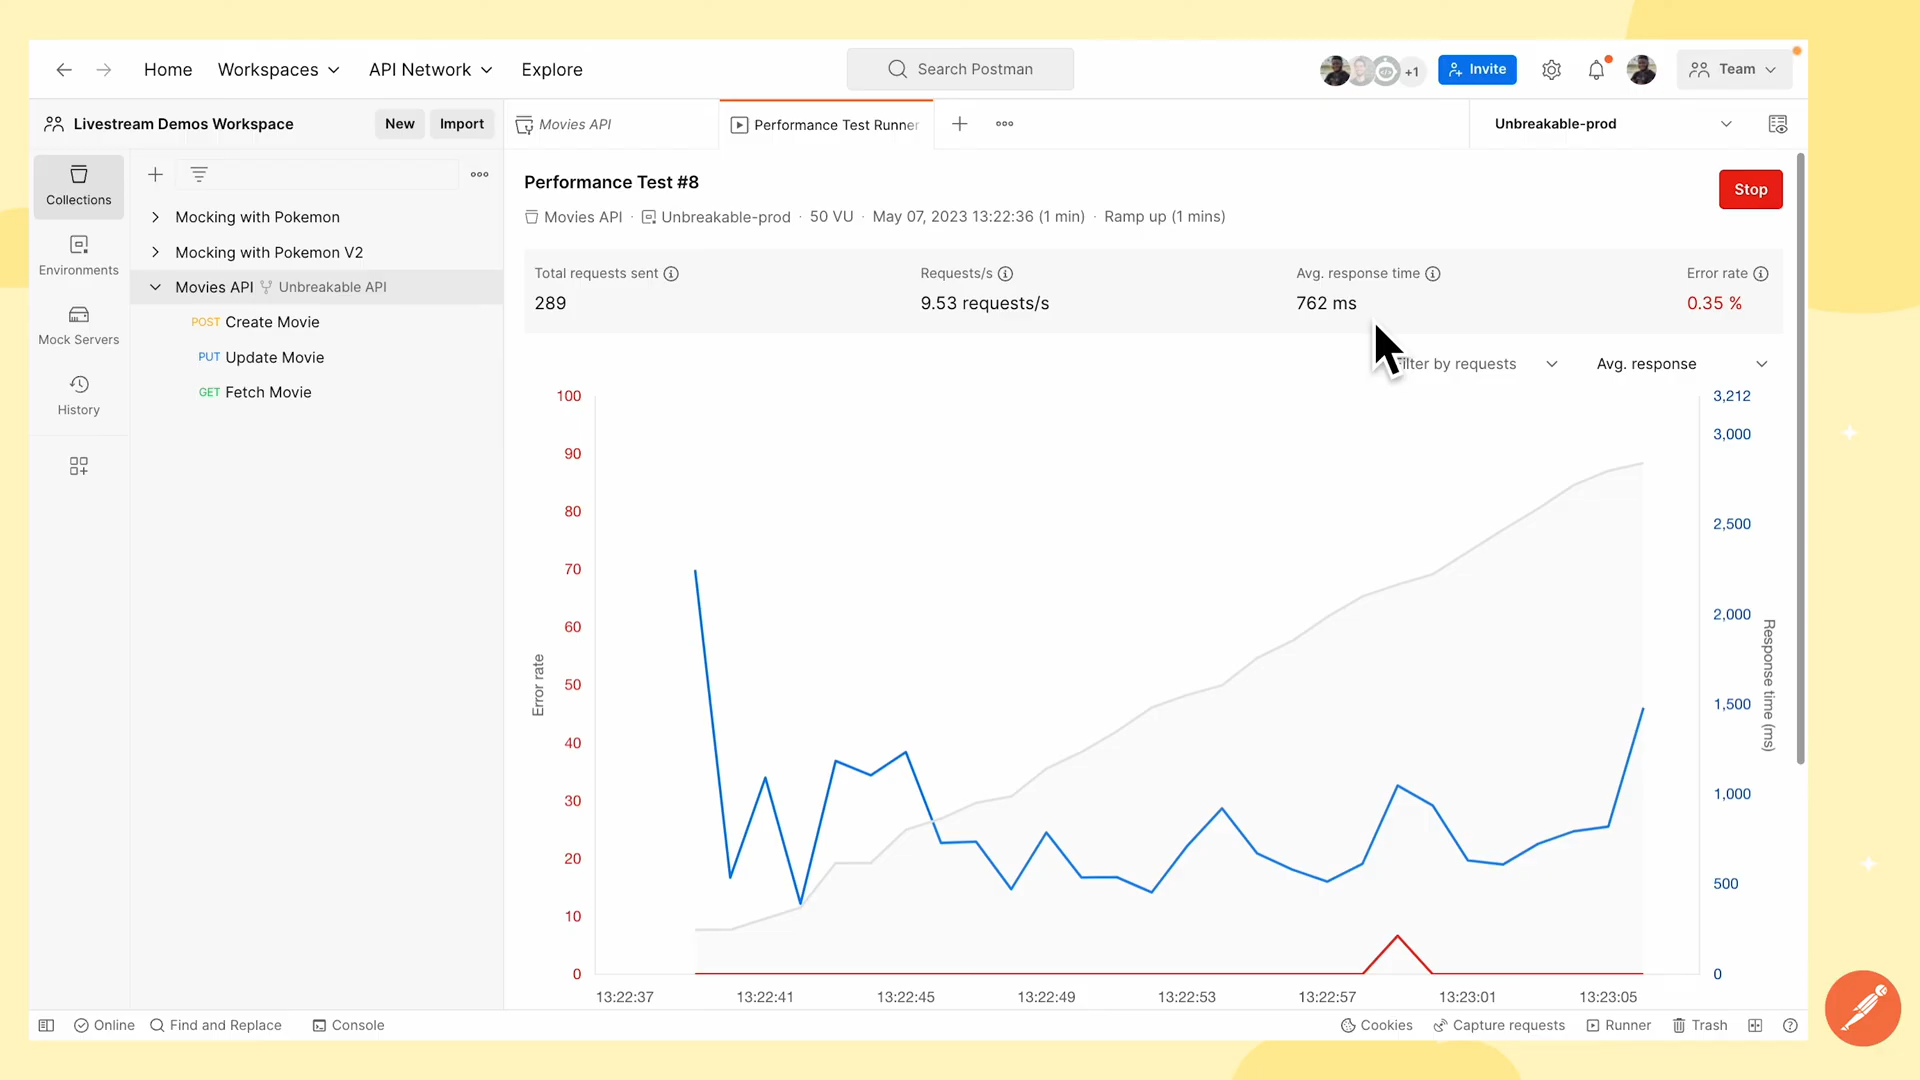 Home Workspaces API Network Explore Search Postman +1 Invite Team
Livestream Demos Workspace New Import Movies API Performance Test Runner Unbreakable-prod
Collections
Environments
Mock Servers
History
Mocking with Pokemon
Mocking with Pokemon V2
Movies API Unbreakable API
POST Create Movie
PUT Update Movie
GET Fetch Movie
Performance Test #8
Stop
Movies API · Unbreakable-prod · 50 VU · May 07, 2023 13:22:36 (1 min) · Ramp up (1 mins)
Total requests sent
289
Requests/s
9.53 requests/s
Avg. response time
762 ms
Error rate
0.35 %
by requests
Avg. response
100
90
80
70
60
50
40
30
20
10
0
Error rate
3,212
3,000
2,500
2,000
1,500
1,000
500
0
Response time (ms)
13:22:37 13:22:41 13:22:45 13:22:49 13:22:53 13:22:57 13:23:01 13:23:05
Online Find and Replace Console Cookies Capture requests Runner Trash